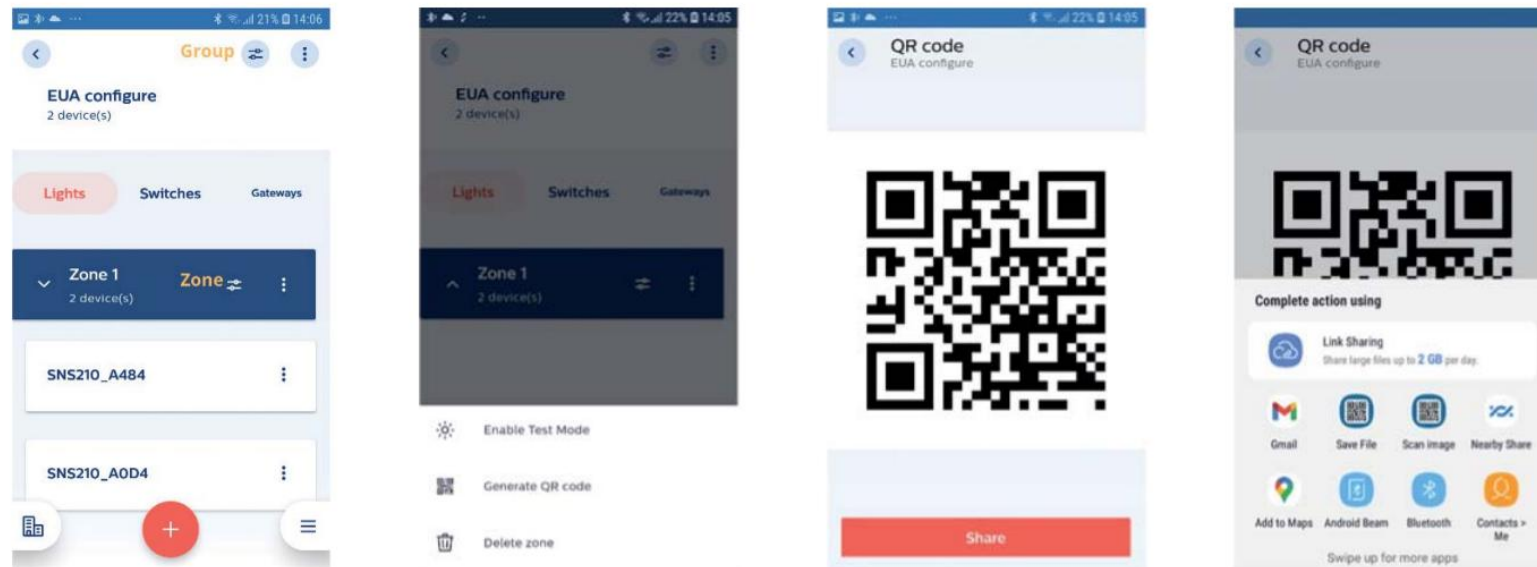 21% 14:06
Group
EUA configure
2 device(s)
Lights Switches Gateways
Zone 1
2 device(s)
Zone
SNS210_A484
SNS210_A0D4
22% 14:05
EUA configure
2 device(s)
Lights Switches Gateways
Zone 1
2 device(s)
Enable Test Mode
Generate QR code
Delete zone
22% 14:05
QR code
EUA configure
Share
QR code
EUA configure
Complete action using
Link Sharing
Share large files up to 2 GB per day.
Gmail Save File Scan image Nearby Share
Add to Maps Android Beam Bluetooth Contacts >
Me
Swipe up for more apps